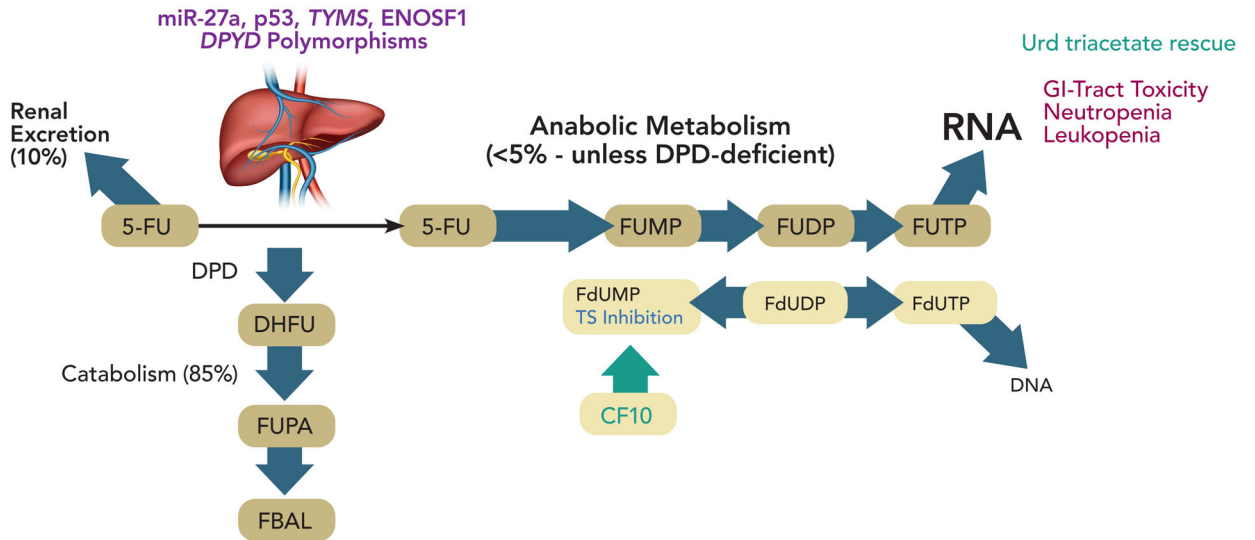 miR-27a, p53, TYMS, ENOSF1
DPYD Polymorphisms
Urd triacetate rescue
GI-Tract Toxicity
Neutropenia
Leukopenia
Renal
Excretion
(10%)
Anabolic Metabolism
(<5% - unless DPD-deficient)
RNA
5-FU
5-FU
FUMP
FUDP
FUTP
DPD
DHFU
FdUMP
TS Inhibition
FdUDP
FdUTP
Catabolism (85%)
DNA
CF10
FUPA
FBAL